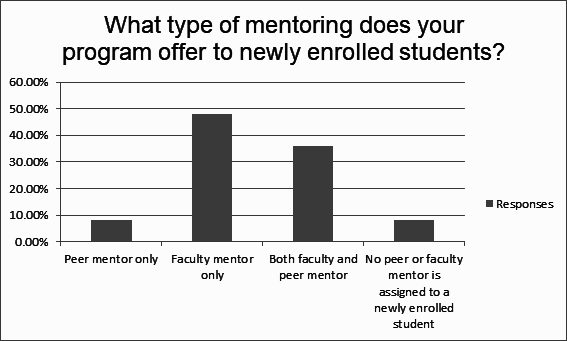 What type of mentoring does your
program offer to newly enrolled students?
60.00%
50.00%
40.00%
30.00%
20.00%
10.00%
0.00%
Peer mentor only
Faculty mentor
only
Both faculty and
peer mentor
No peer or faculty
mentor is
assigned to a
newly enrolled
student
Responses